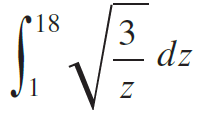 ∫₁¹⁸ √(3/z) dz